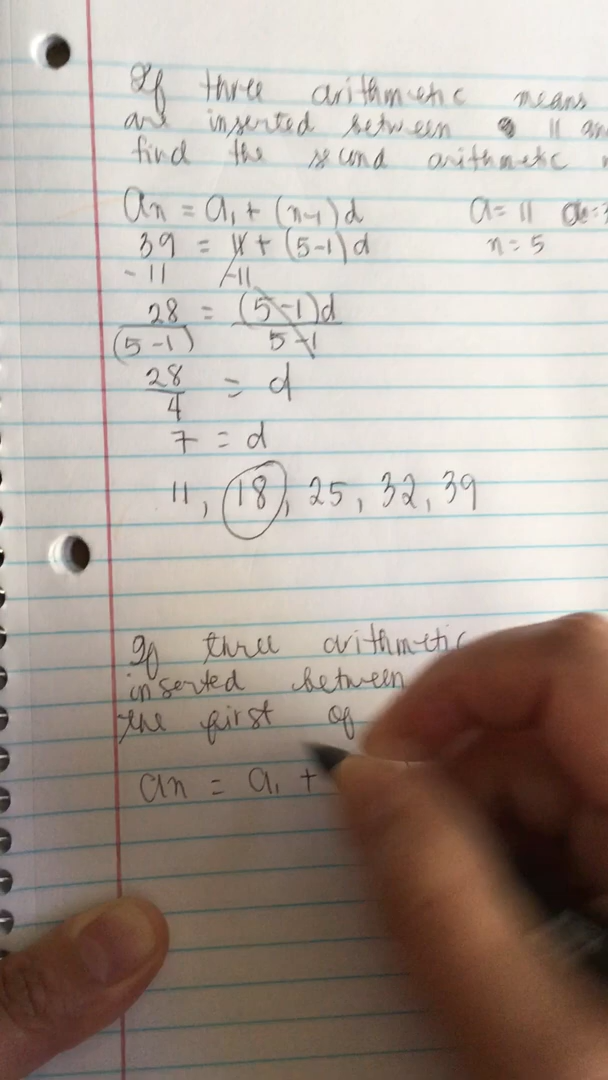 If three arithmetic means
are inserted between 11 an
find the second arithmetic
an = a₁ + (n-1)d a = 11
39 = 11 + (5-1)d n = 5
-11 -11
28 = (5-1)d
(5-1) 5-1
28 = d
4
7 = d
11, 18, 25, 32, 39
If three arithmetic
inserted between
the first of
an = a₁ +